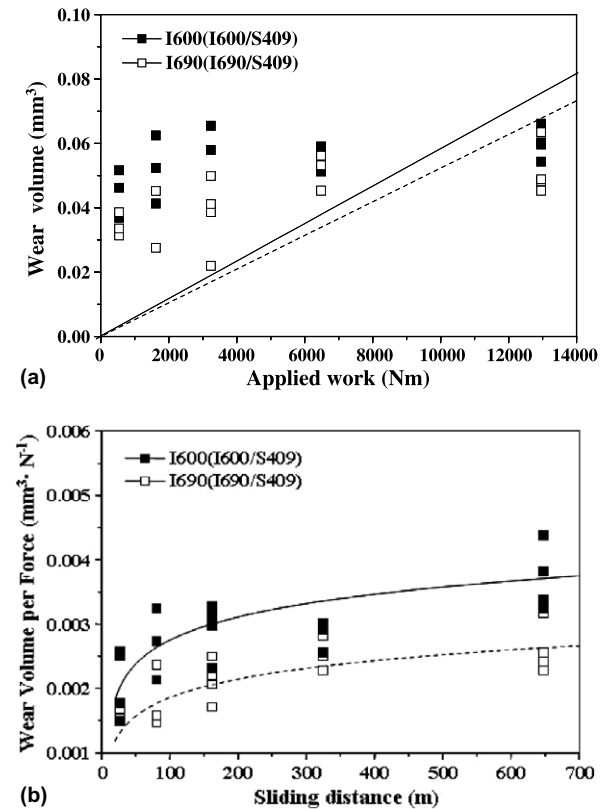 0.10
0.08
0.06
0.04
0.02
0.00
Wear volume (mm³)
I600(I600/S409)
I690(I690/S409)
0 2000 4000 6000 8000 10000 12000 14000
Applied work (Nm)
(a)
0.006
0.005
0.004
0.003
0.002
0.001
Wear Volume per Force (mm³· N⁻¹)
I600(I600/S409)
I690(I690/S409)
0 100 200 300 400 500 600 700
Sliding distance (m)
(b)